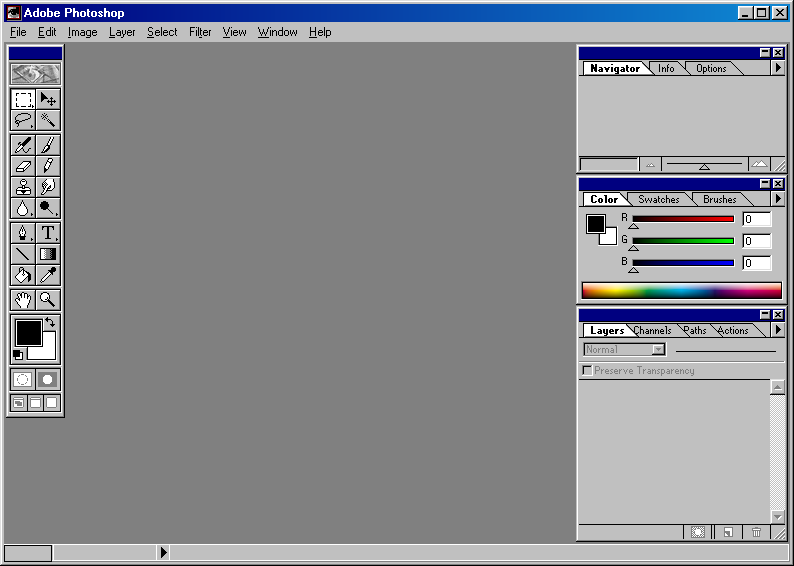 Adobe Photoshop
File Edit Image Layer Select Filter View Window Help
Navigator Info Options
Color Swatches Brushes
R 0
G 0
B 0
T
Layers Channels Paths Actions
Normal
Preserve Transparency